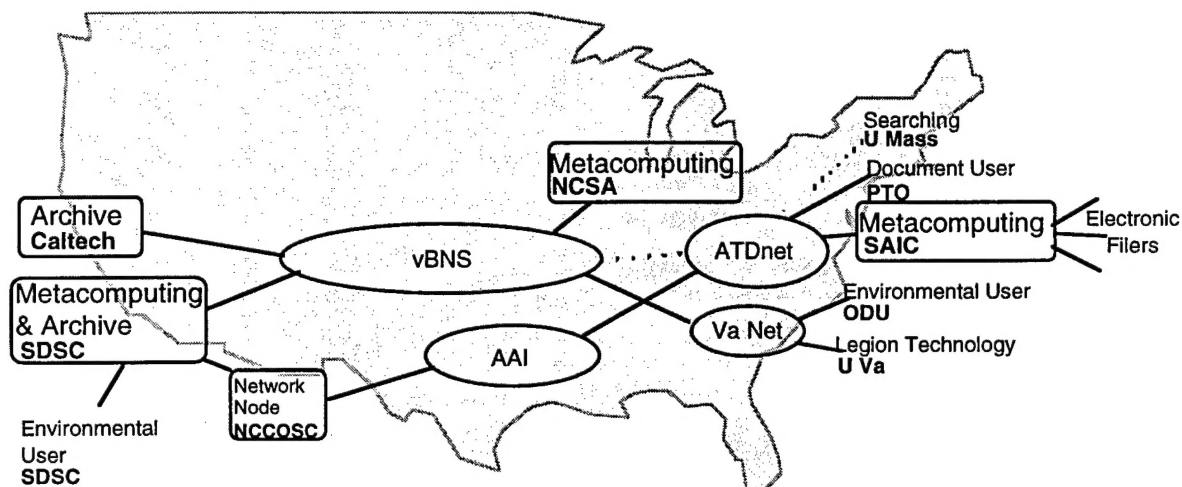 Searching
U Mass
Document User
PTO
Metacomputing
NCSA
Archive
Caltech
vBNS
ATDnet
Metacomputing
SAIC
Electronic
Filers
Metacomputing
& Archive
SDSC
Environmental User
ODU
Va Net
Legion Technology
U Va
AAI
Network
Node
NCCOSC
Environmental
User
SDSC